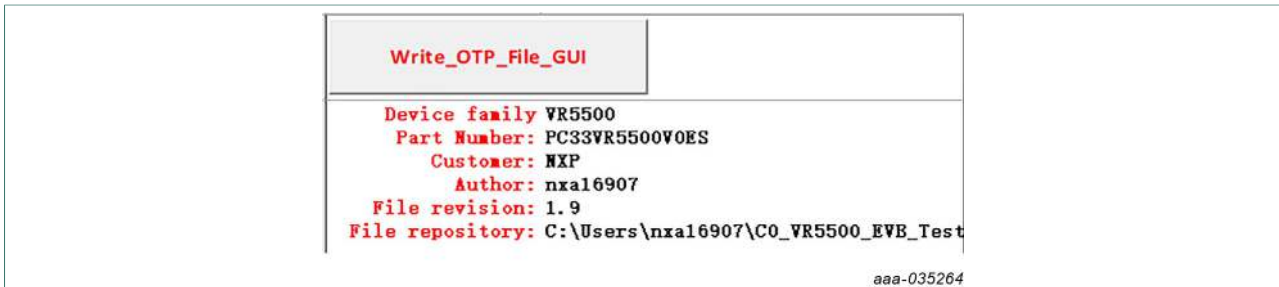 Write_OTP_File_GUI
Device family VR5500
Part Number: PC33VR5500V0ES
Customer: NXP
Author: nxa16907
File revision: 1.9
File repository: C:\Users\nxa16907\C0_VR5500_EVB_Test
aaa-035264